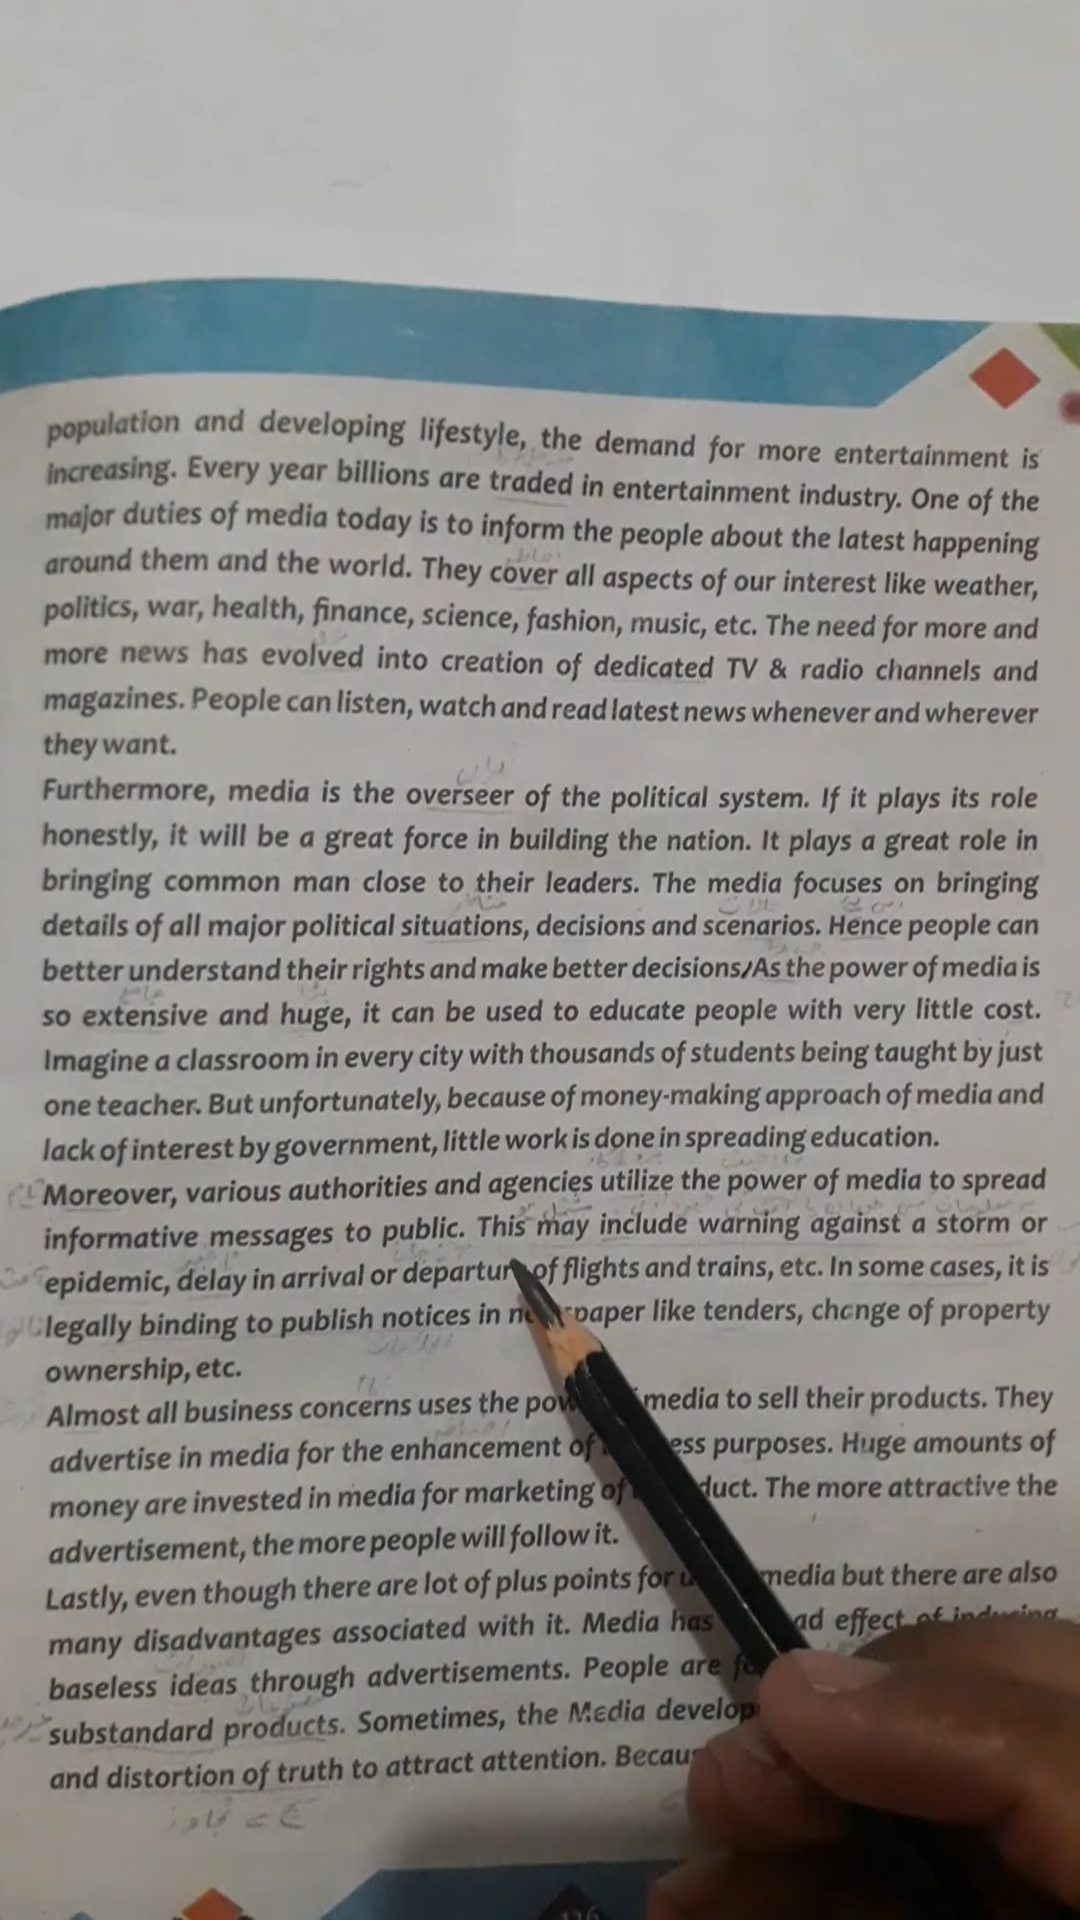 population and developing lifestyle, the demand for more entertainment is
increasing. Every year billions are traded in entertainment industry. One of the
major duties of media today is to inform the people about the latest happening
around them and the world. They cover all aspects of our interest like weather,
politics, war, health, finance, science, fashion, music, etc. The need for more and
more news has evolved into creation of dedicated TV & radio channels and
magazines. People can listen, watch and read latest news whenever and wherever
they want.
Furthermore, media is the overseer of the political system. If it plays its role
honestly, it will be a great force in building the nation. It plays a great role in
bringing common man close to their leaders. The media focuses on bringing
details of all major political situations, decisions and scenarios. Hence people can
better understand their rights and make better decisions/As the power of media is
so extensive and huge, it can be used to educate people with very little cost.
Imagine a classroom in every city with thousands of students being taught by just
one teacher. But unfortunately, because of money-making approach of media and
lack of interest by government, little work is done in spreading education.
Moreover, various authorities and agencies utilize the power of media to spread
informative messages to public. This may include warning against a storm or
epidemic, delay in arrival or departure of flights and trains, etc. In some cases, it is
legally binding to publish notices in newspaper like tenders, change of property
ownership, etc.
Almost all business concerns uses the media to sell their products. They
advertise in media for the enhancement of purposes. Huge amounts of
money are invested in media for marketing of The more attractive the
advertisement, the more people will follow it.
Lastly, even though there are lot of plus points for media but there are also
many disadvantages associated with it. Media has effect of inducing
baseless ideas through advertisements. People are
substandard products. Sometimes, the Media develop
and distortion of truth to attract attention.